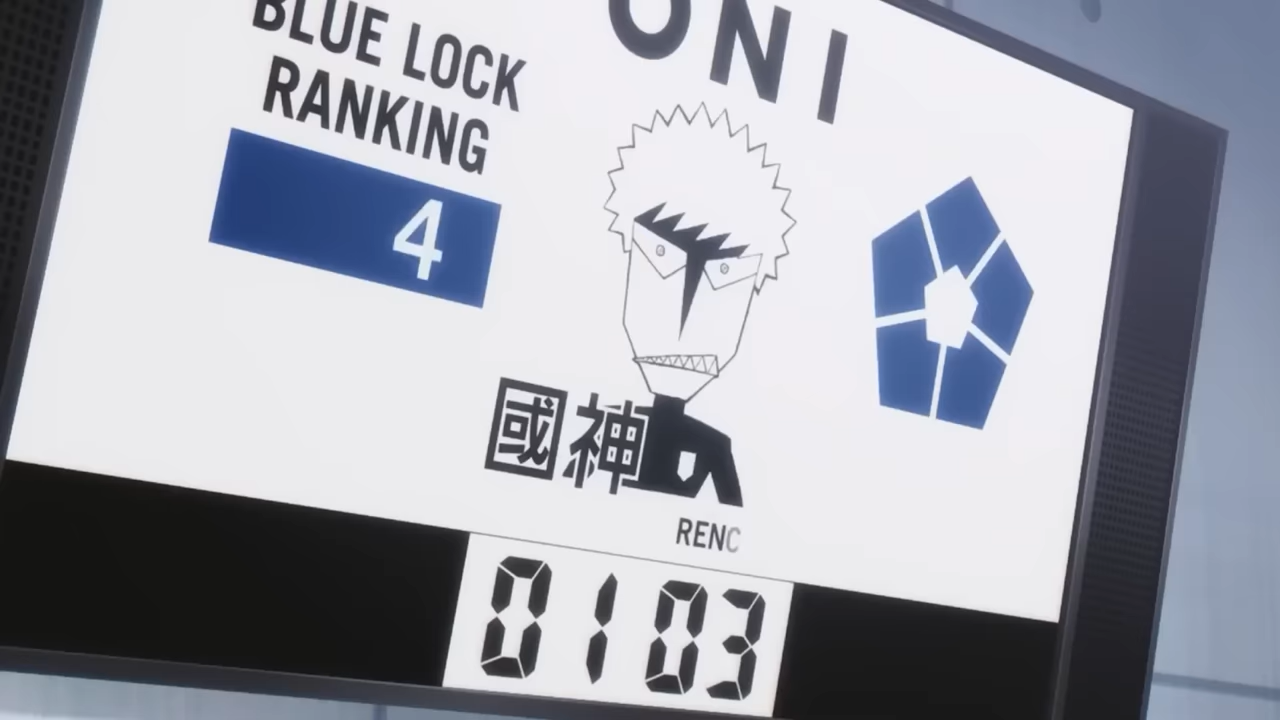 BLUE LOCK
RANKING
4
ONI
國神
RENC
0103